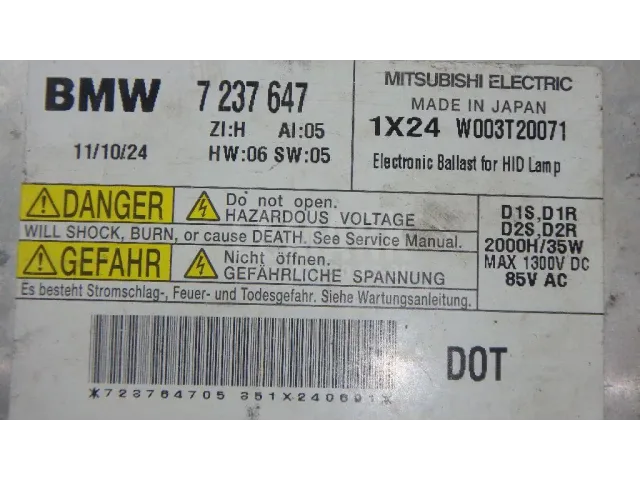 BMW 7 237 647
ZI:H AI:05
11/10/24 HW:06 SW:05
MITSUBISHI ELECTRIC
MADE IN JAPAN
1X24 W003T20071
Electronic Ballast for HID Lamp
DANGER Do not open.
HAZARDOUS VOLTAGE
WILL SHOCK, BURN, or cause DEATH. See Service Manual.
GEFAHR Nicht öffnen.
GEFÄHRLICHE SPANNUNG
Es besteht Stromschlag-, Feuer- und Todesgefahr. Siehe Wartungsanleitung.
D1S,D1R
D2S,D2R
2000H/35W
MAX 1300V DC
85V AC
DOT
*723764705 351X240691*